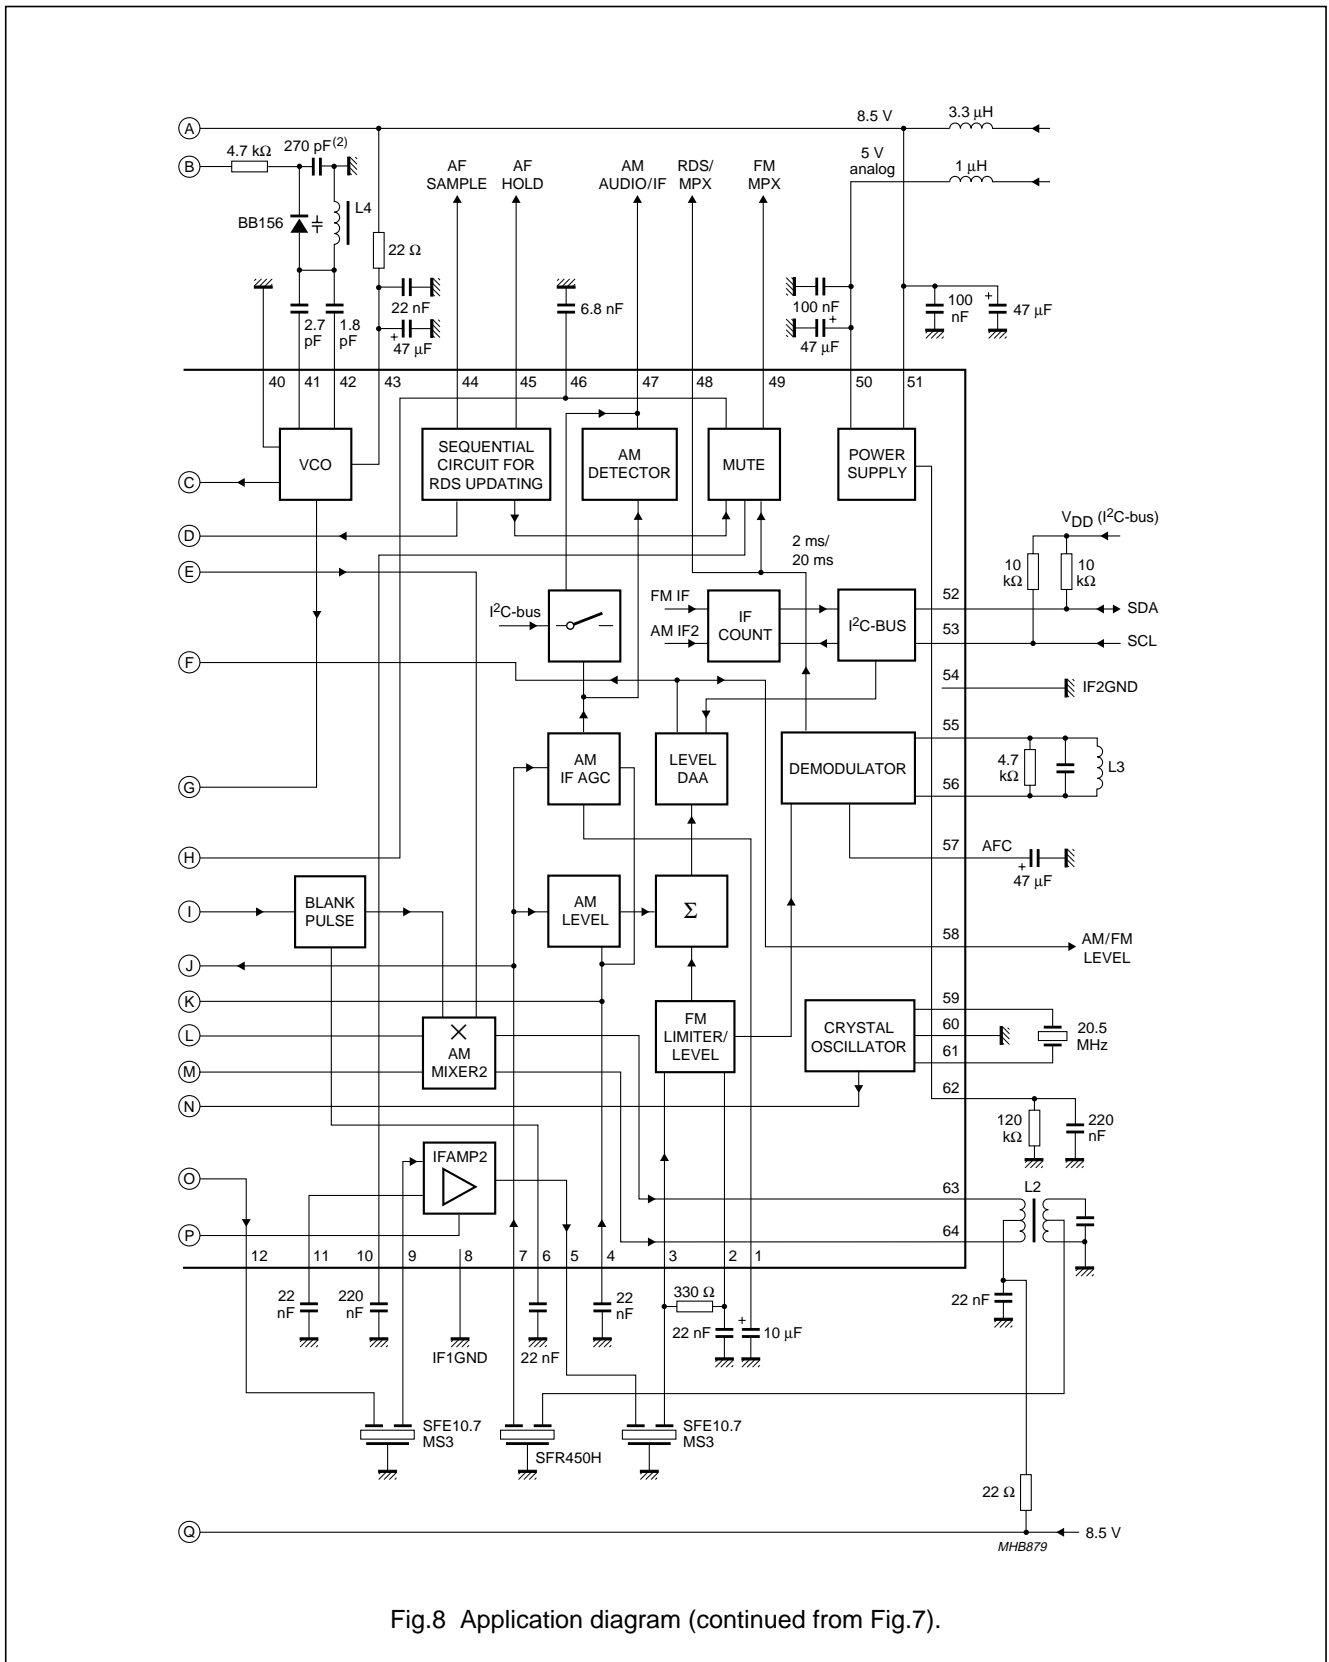 A
8.5 V
3.3 μH
B
4.7 kΩ
270 pF(2)
5 V
analog
1 μH
AF
SAMPLE
AF
HOLD
AM
AUDIO/IF
RDS/
MPX
FM
MPX
BB156
L4
22 Ω
22 nF
47 μF
+
2.7
pF
1.8
pF
6.8 nF
100 nF
+
47 μF
100
nF
+
47 μF
40
41
42
43
44
45
46
47
48
49
50
51
VCO
SEQUENTIAL
CIRCUIT FOR
RDS UPDATING
AM
DETECTOR
MUTE
POWER
SUPPLY
C
D
E
2 ms/
20 ms
VDD (I2C-bus)
10
kΩ
10
kΩ
I2C-bus
FM IF
AM IF2
IF
COUNT
I2C-BUS
52
SDA
53
SCL
F
54
IF2GND
G
AM
IF AGC
LEVEL
DAA
DEMODULATOR
55
4.7
kΩ
L3
56
H
57
AFC
+
47 μF
I
BLANK
PULSE
AM
LEVEL
Σ
58
AM/FM
LEVEL
J
K
L
M
N
AM
MIXER2
FM
LIMITER/
LEVEL
CRYSTAL
OSCILLATOR
59
60
61
20.5
MHz
62
120
kΩ
220
nF
O
P
IFAMP2
63
64
L2
12
11
10
9
8
7
6
5
4
3
2
1
22
nF
220
nF
IF1GND
22 nF
22
nF
330 Ω
22 nF
+
10 μF
22 nF
SFE10.7
MS3
SFR450H
SFE10.7
MS3
22 Ω
Q
8.5 V
MHB879
Fig.8 Application diagram (continued from Fig.7).